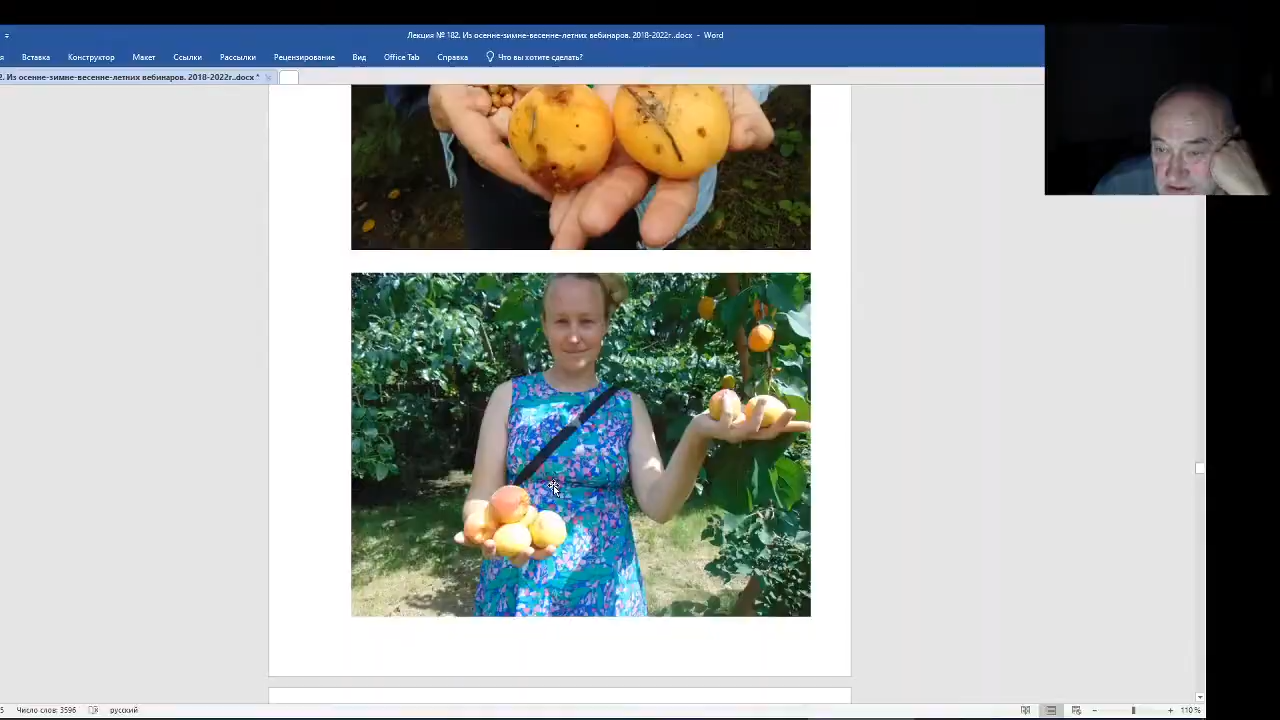 Лекция № 182. Из осенне-зимне-весенне-летних вебинаров. 2018-2022г..docx - Word
Вставка Конструктор Макет Ссылки Рассылки Рецензирование Вид Office Tab Справка Что вы хотите сделать?
2. Из осенне-зимне-весенне-летних вебинаров. 2018-2022г..docx *
5 Число слов: 3596 русский 110 %